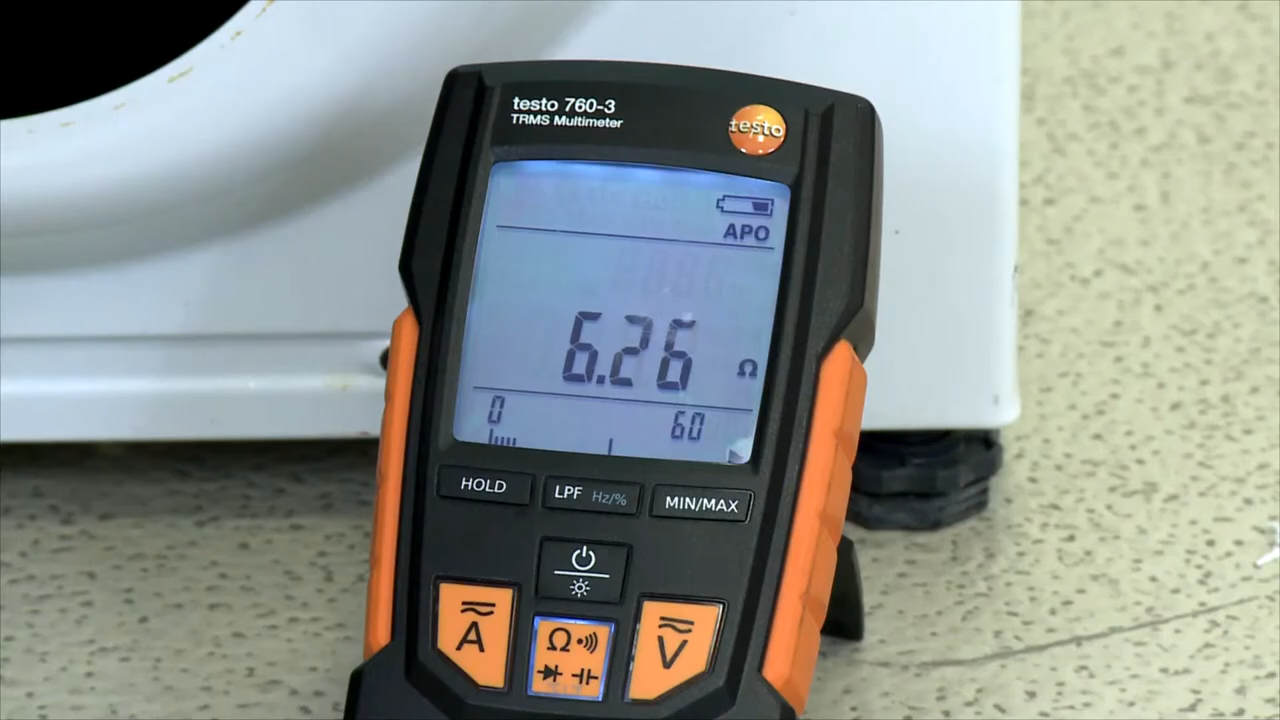 testo 760-3
TRMS Multimeter
testo
APO
6.26 Ω
0 60
HOLD
LPF Hz/%
MIN/MAX
A
Ω
V